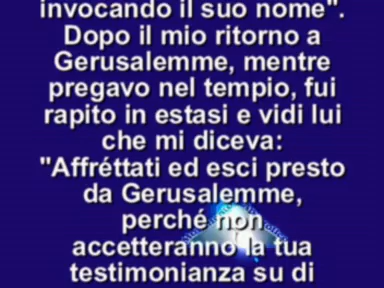 invocando il suo nome".
Dopo il mio ritorno a
Gerusalemme, mentre
pregavo nel tempio, fui
rapito in estasi e vidi lui
che mi diceva:
"Affréttati ed esci presto
da Gerusalemme,
perché non
accetteranno la tua
testimonianza su di